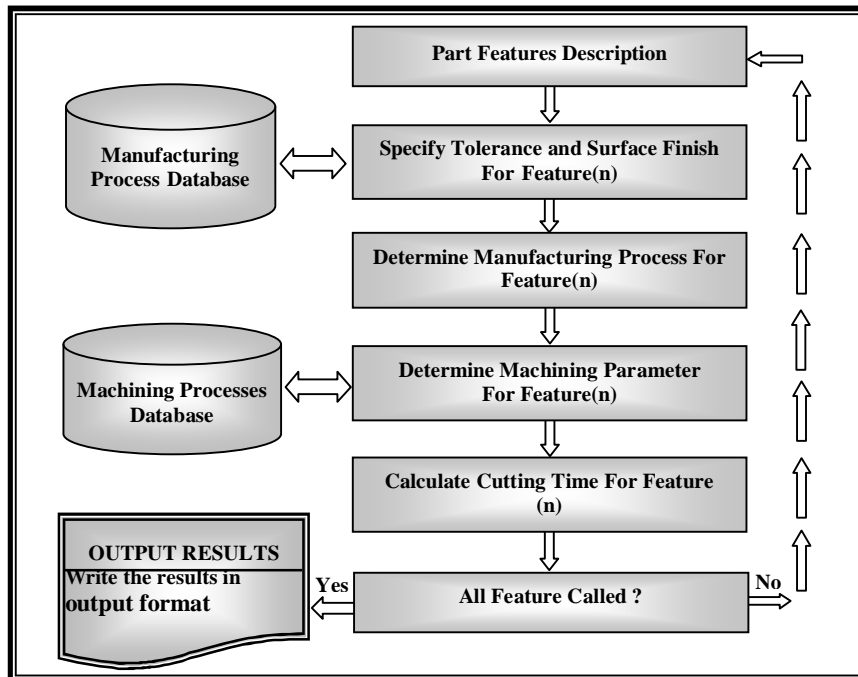 Part Features Description
Manufacturing
Process Database
Specify Tolerance and Surface Finish
For Feature(n)
Determine Manufacturing Process For
Feature(n)
Machining Processes
Database
Determine Machining Parameter
For Feature(n)
Calculate Cutting Time For Feature
(n)
OUTPUT RESULTS
Write the results in
output format
Yes
All Feature Called ?
No